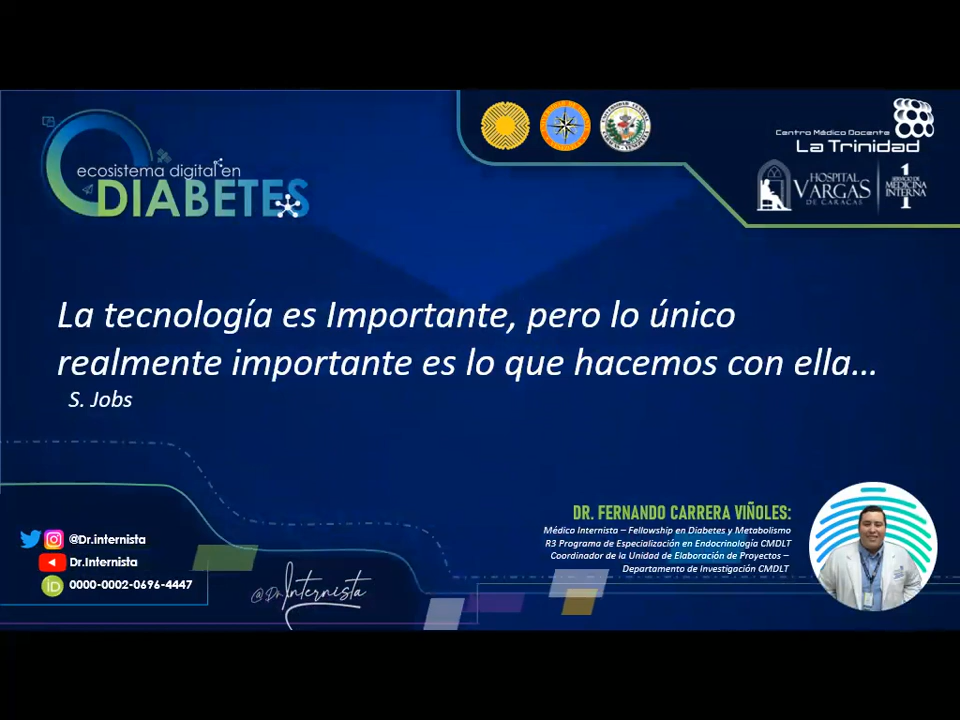 ecosistema digital en
DIABETES
Centro Médico Docente
La Trinidad
HOSPITAL
VARGAS
DE CARACAS
1
SERVICIO DE
MEDICINA
INTERNA
1
La tecnología es Importante, pero lo único
realmente importante es lo que hacemos con ella...
S. Jobs
@Dr.internista
Dr.Internista
iD 0000-0002-0696-4447
@Dr.Internista
DR. FERNANDO CARRERA VIÑOLES:
Médico Internista – Fellowship en Diabetes y Metabolismo
R3 Programa de Especialización en Endocrinología CMDLT
Coordinador de la Unidad de Elaboración de Proyectos –
Departamento de Investigación CMDLT